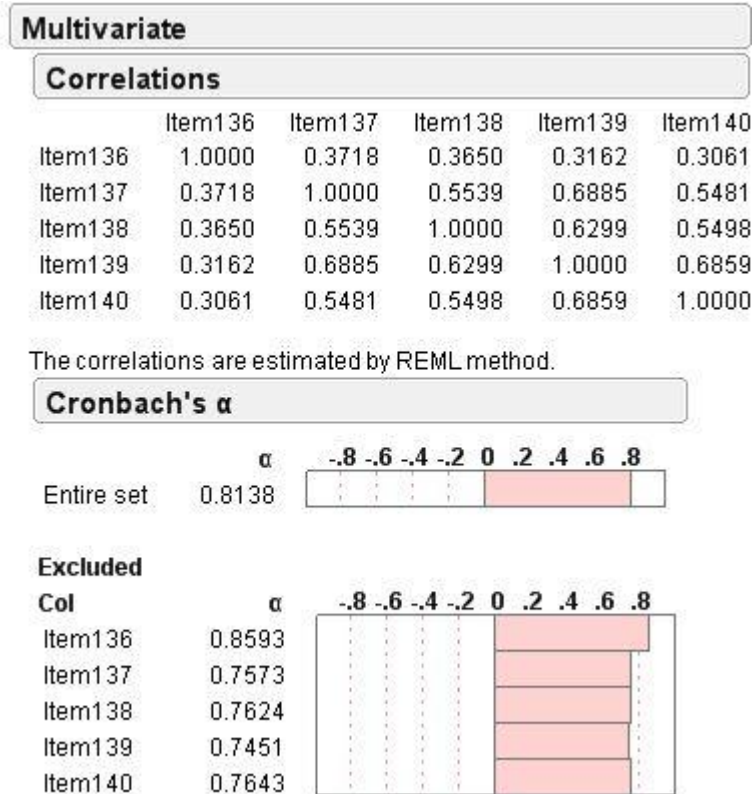 Multivariate
Correlations
Item136 Item137 Item138 Item139 Item140
Item136 1.0000 0.3718 0.3650 0.3162 0.3061
Item137 0.3718 1.0000 0.5539 0.6885 0.5481
Item138 0.3650 0.5539 1.0000 0.6299 0.5498
Item139 0.3162 0.6885 0.6299 1.0000 0.6859
Item140 0.3061 0.5481 0.5498 0.6859 1.0000
The correlations are estimated by REML method.
Cronbach's α
α -.8 -.6 -.4 -.2 0 .2 .4 .6 .8
Entire set 0.8138
Excluded
Col α -.8 -.6 -.4 -.2 0 .2 .4 .6 .8
Item136 0.8593
Item137 0.7573
Item138 0.7624
Item139 0.7451
Item140 0.7643